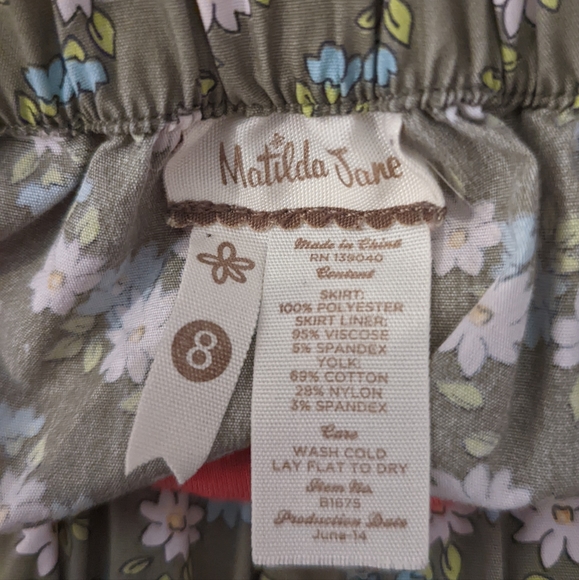 Matilda Jane
8
Made in China
RN 139040
Content
SKIRT:
100% POLYESTER
SKIRT LINER:
95% VISCOSE
5% SPANDEX
YOLK:
69% COTTON
28% NYLON
3% SPANDEX
Care
WASH COLD
LAY FLAT TO DRY
Item No.
B1675
Production Date
June-14